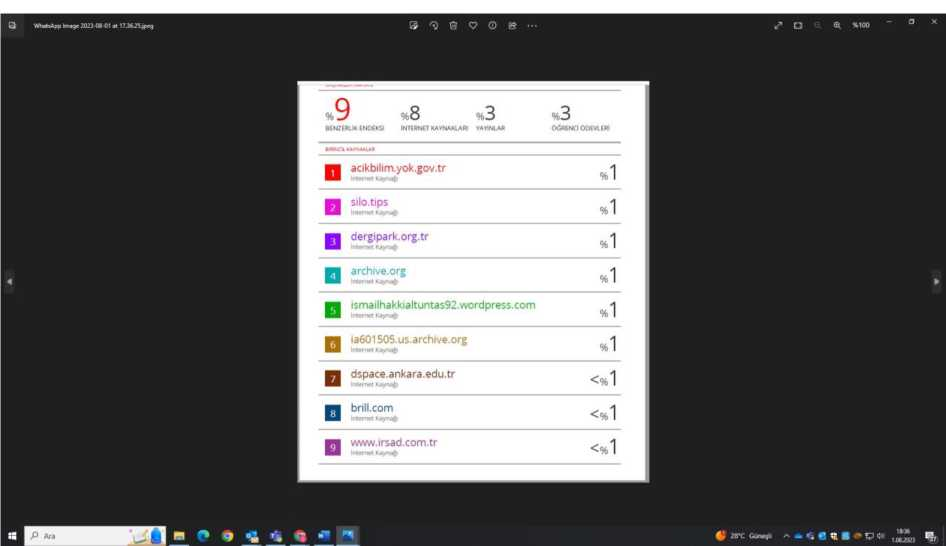 WhatsApp Image 2023-08-01 at 17.36.25.jpeg
%100
%9
BENZERLİK ENDEKSİ
%8
İNTERNET KAYNAKLARI
%3
YAYINLAR
%3
ÖĞRENCİ ÖDEVLERİ
BİRİNCİL KAYNAKLAR
1 acikbilim.yok.gov.tr %1
İnternet Kaynağı
2 silo.tips %1
İnternet Kaynağı
3 dergipark.org.tr %1
İnternet Kaynağı
4 archive.org %1
İnternet Kaynağı
5 ismailhakkialtuntas92.wordpress.com %1
İnternet Kaynağı
6 ia601505.us.archive.org %1
İnternet Kaynağı
7 dspace.ankara.edu.tr <%1
İnternet Kaynağı
8 brill.com <%1
İnternet Kaynağı
9 www.irsad.com.tr <%1
İnternet Kaynağı
Ara
28°C Güneşli
18:36
1.08.2023